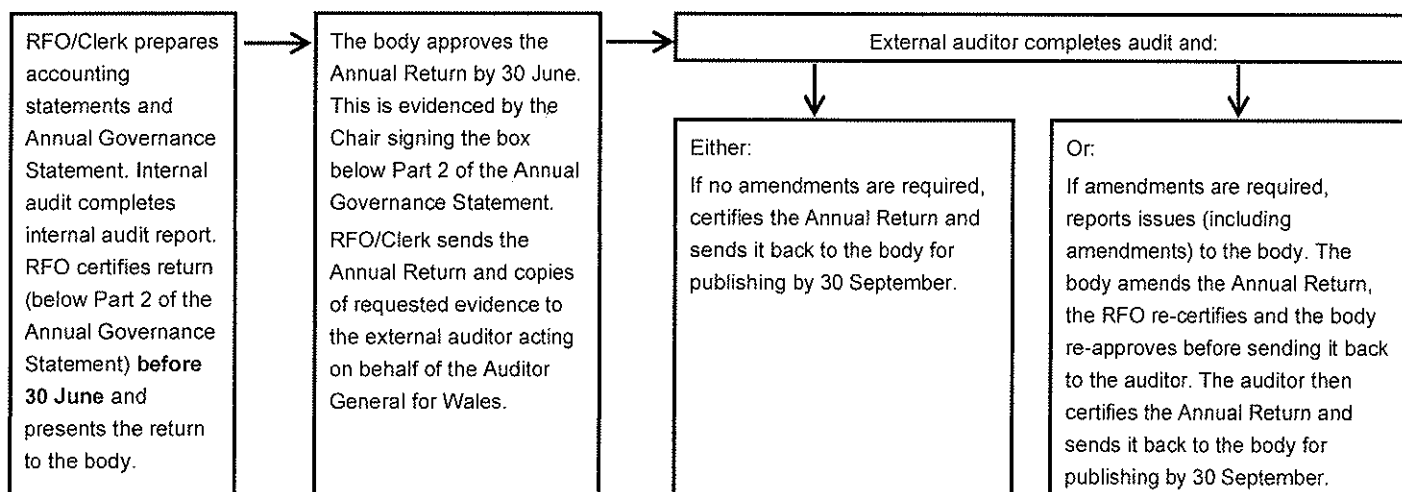 RFO/Clerk prepares
accounting
statements and
Annual Governance
Statement. Internal
audit completes
internal audit report.
RFO certifies return
(below Part 2 of the
Annual Governance
Statement) before
30 June and
presents the return
to the body.
The body approves the
Annual Return by 30 June.
This is evidenced by the
Chair signing the box
below Part 2 of the Annual
Governance Statement.
RFO/Clerk sends the
Annual Return and copies
of requested evidence to
the external auditor acting
on behalf of the Auditor
General for Wales.
External auditor completes audit and:
Either:
If no amendments are required,
certifies the Annual Return and
sends it back to the body for
publishing by 30 September.
Or:
If amendments are required,
reports issues (including
amendments) to the body. The
body amends the Annual Return,
the RFO re-certifies and the body
re-approves before sending it back
to the auditor. The auditor then
certifies the Annual Return and
sends it back to the body for
publishing by 30 September.